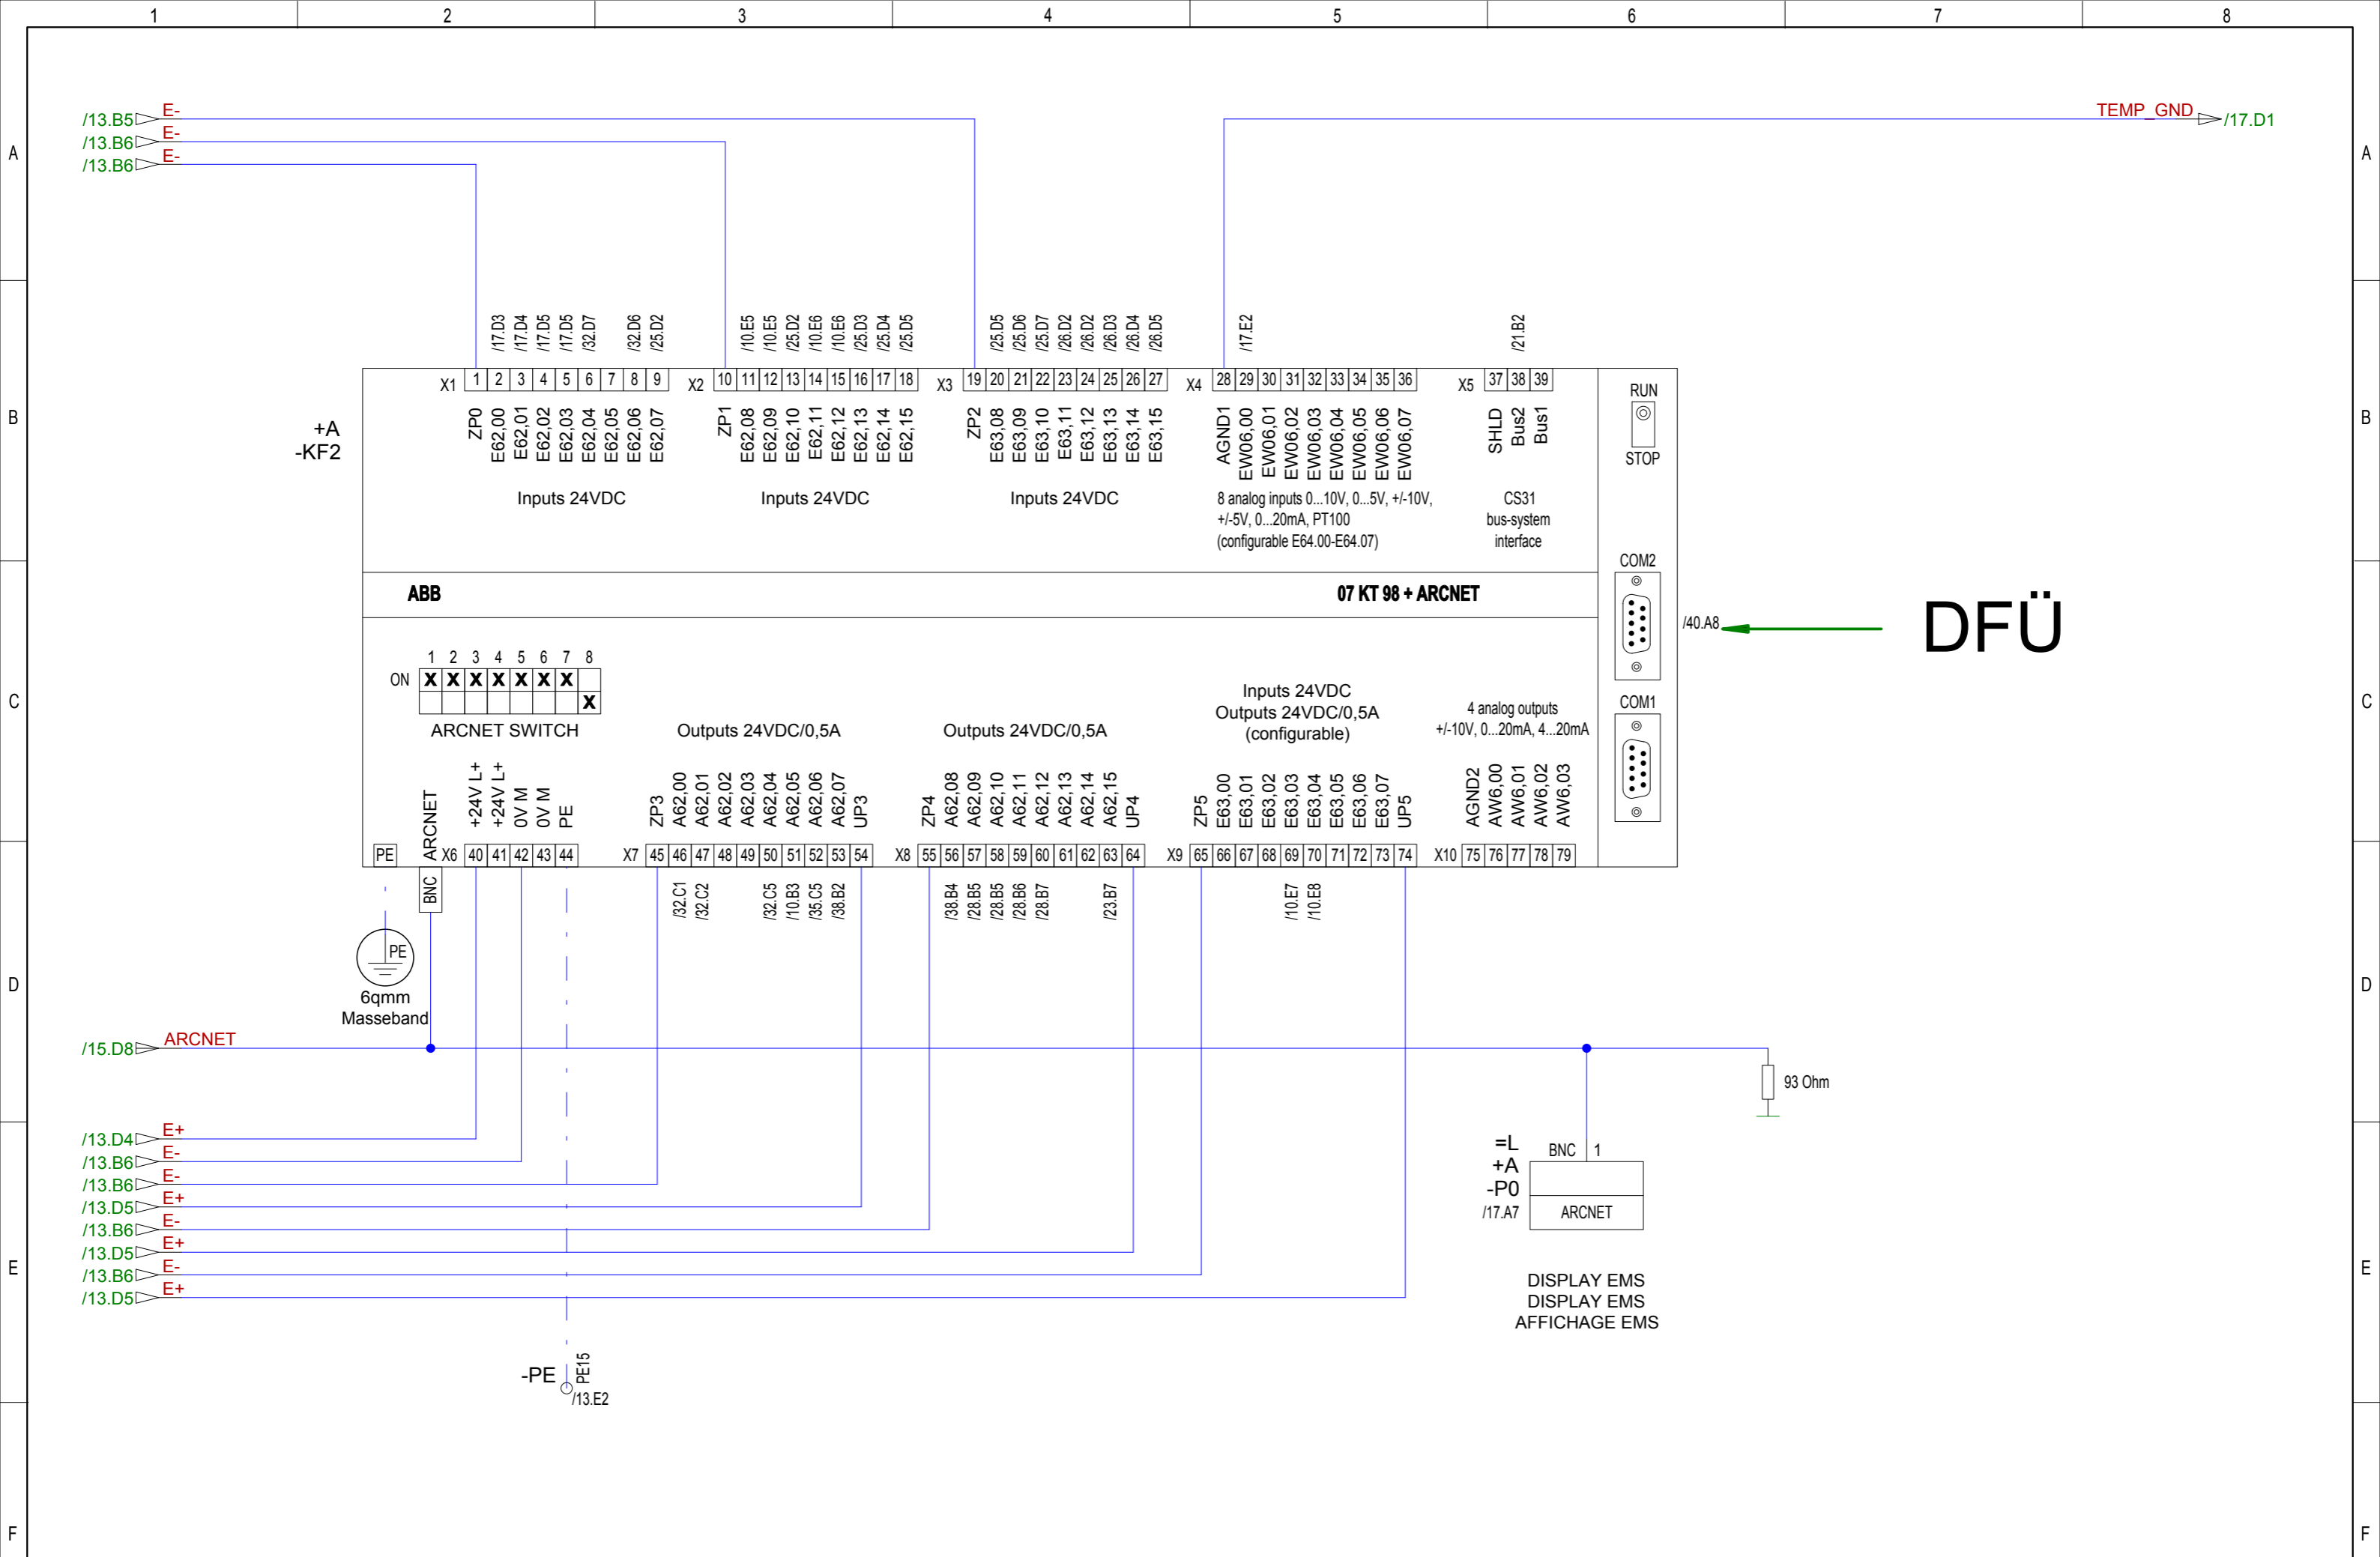 1 2 3 4 5 6 7 8
/13.B5 E- TEMP_GND /17.D1
/13.B6 E-
/13.B6 E-
A A
/17.D3 /17.D4 /17.D5 /17.D5 /32.D7 /32.D6 /25.D2 /10.E5 /10.E5 /25.D2 /10.E6 /10.E6 /25.D3 /25.D4 /25.D5 /25.D5 /25.D6 /25.D7 /26.D2 /26.D2 /26.D3 /26.D4 /26.D5 /17.E2 /21.B2
X1 1 2 3 4 5 6 7 8 9 X2 10 11 12 13 14 15 16 17 18 X3 19 20 21 22 23 24 25 26 27 X4 28 29 30 31 32 33 34 35 36 X5 37 38 39
RUN
STOP
B B
+A
-KF2
ZP0 E62,00 E62,01 E62,02 E62,03 E62,04 E62,05 E62,06 E62,07 ZP1 E62,08 E62,09 E62,10 E62,11 E62,12 E62,13 E62,14 E62,15 ZP2 E63,08 E63,09 E63,10 E63,11 E63,12 E63,13 E63,14 E63,15 AGND1 EW06,00 EW06,01 EW06,02 EW06,03 EW06,04 EW06,05 EW06,06 EW06,07 SHLD Bus2 Bus1
Inputs 24VDC Inputs 24VDC Inputs 24VDC
8 analog inputs 0...10V, 0...5V, +/-10V,
+/-5V, 0...20mA, PT100
(configurable E64.00-E64.07)
CS31
bus-system
interface
COM2
ABB 07 KT 98 + ARCNET
/40.A8 DFÜ
1 2 3 4 5 6 7 8
ON X X X X X X X
X
ARCNET SWITCH
C C
Outputs 24VDC/0,5A Outputs 24VDC/0,5A
Inputs 24VDC
Outputs 24VDC/0,5A
(configurable)
4 analog outputs
+/-10V, 0...20mA, 4...20mA
COM1
ARCNET +24V L+ +24V L+ 0V M 0V M PE ZP3 A62,00 A62,01 A62,02 A62,03 A62,04 A62,05 A62,06 A62,07 UP3 ZP4 A62,08 A62,09 A62,10 A62,11 A62,12 A62,13 A62,14 A62,15 UP4 ZP5 E63,00 E63,01 E63,02 E63,03 E63,04 E63,05 E63,06 E63,07 UP5 AGND2 AW6,00 AW6,01 AW6,02 AW6,03
PE X6 40 41 42 43 44 X7 45 46 47 48 49 50 51 52 53 54 X8 55 56 57 58 59 60 61 62 63 64 X9 65 66 67 68 69 70 71 72 73 74 X10 75 76 77 78 79
BNC /32.C1 /32.C2 /32.C5 /10.B3 /35.C5 /38.B2 /38.B4 /28.B5 /28.B5 /28.B6 /28.B7 /23.B7 /10.E7 /10.E8
PE
6qmm
Masseband
D D
/15.D8 ARCNET
93 Ohm
/13.D4 E+
/13.B6 E-
/13.B6 E-
/13.D5 E+
/13.B6 E-
/13.D5 E+
/13.B6 E-
/13.D5 E+
=L
+A
-P0
/17.A7
BNC 1
ARCNET
E E
DISPLAY EMS
DISPLAY EMS
AFFICHAGE EMS
-PE PE15
/13.E2
F F